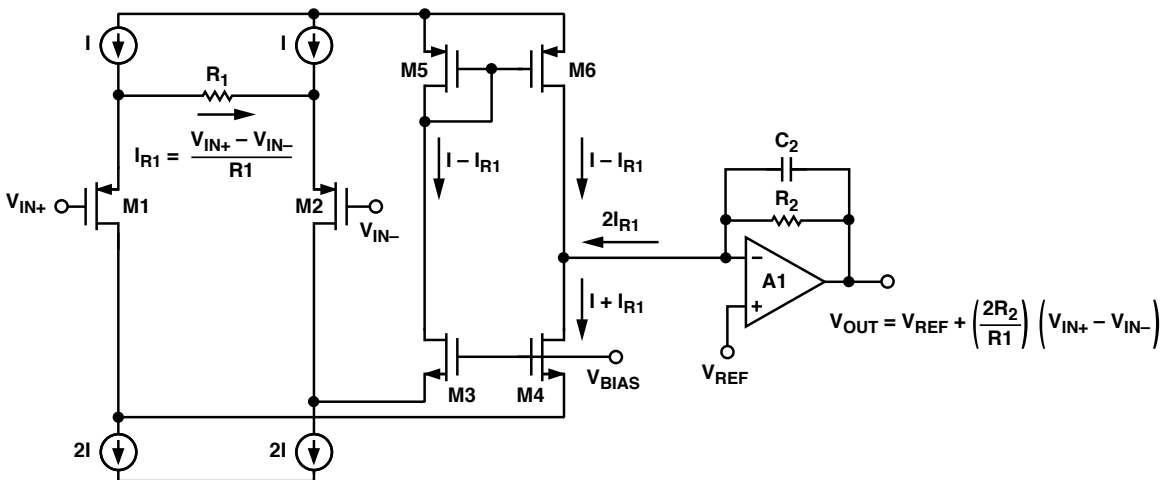 I
I
R1
IR1 = VIN+ – VIN–
R1
VIN+
M1
M2
VIN–
M5
M6
I – IR1
I – IR1
2IR1
I + IR1
M3
M4
VBIAS
2I
2I
C2
R2
–
A1
+
VREF
VOUT = VREF + (2R2/R1) (VIN+ – VIN–)